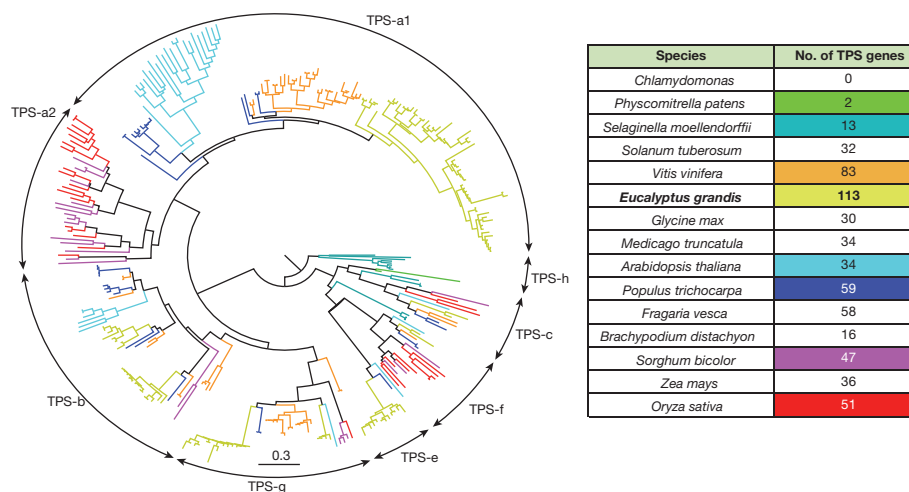 TPS-a1
TPS-a2
TPS-h
TPS-c
TPS-b
TPS-f
TPS-e
0.3
TPS-g
Species No. of TPS genes
Chlamydomonas 0
Physcomitrella patens 2
Selaginella moellendorffii 13
Solanum tuberosum 32
Vitis vinifera 83
Eucalyptus grandis 113
Glycine max 30
Medicago truncatula 34
Arabidopsis thaliana 34
Populus trichocarpa 59
Fragaria vesca 58
Brachypodium distachyon 16
Sorghum bicolor 47
Zea mays 36
Oryza sativa 51